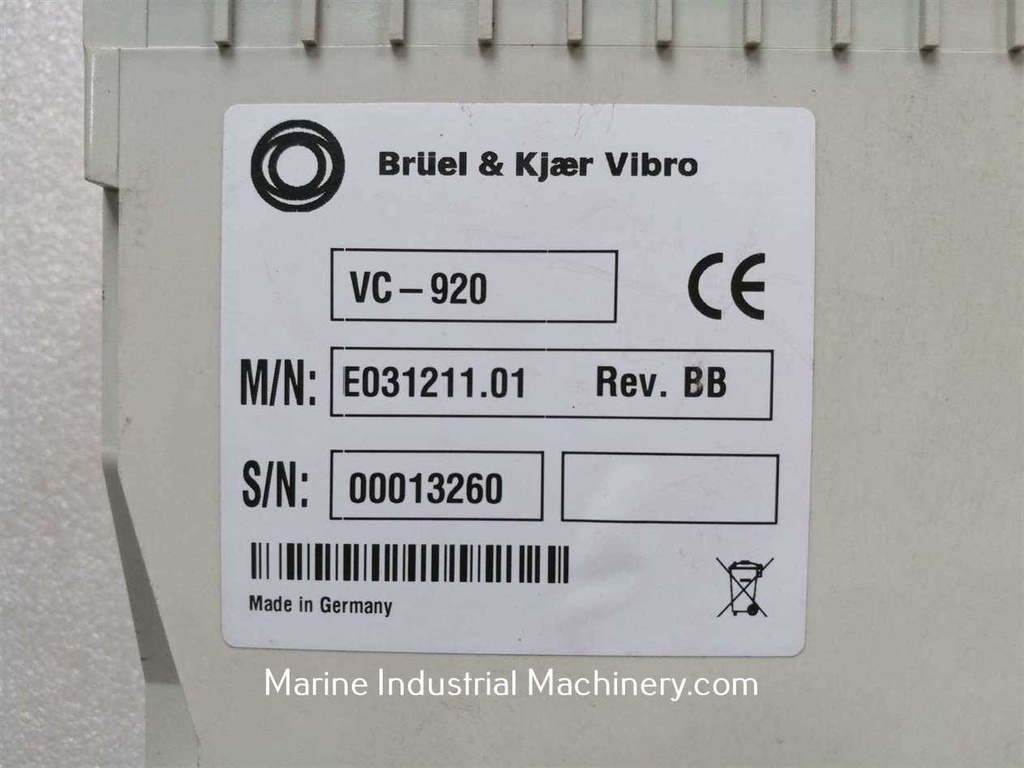 Brüel & Kjær Vibro
VC – 920
CE
M/N: E031211.01 Rev. BB
S/N: 00013260
Made in Germany
Marine Industrial Machinery.com